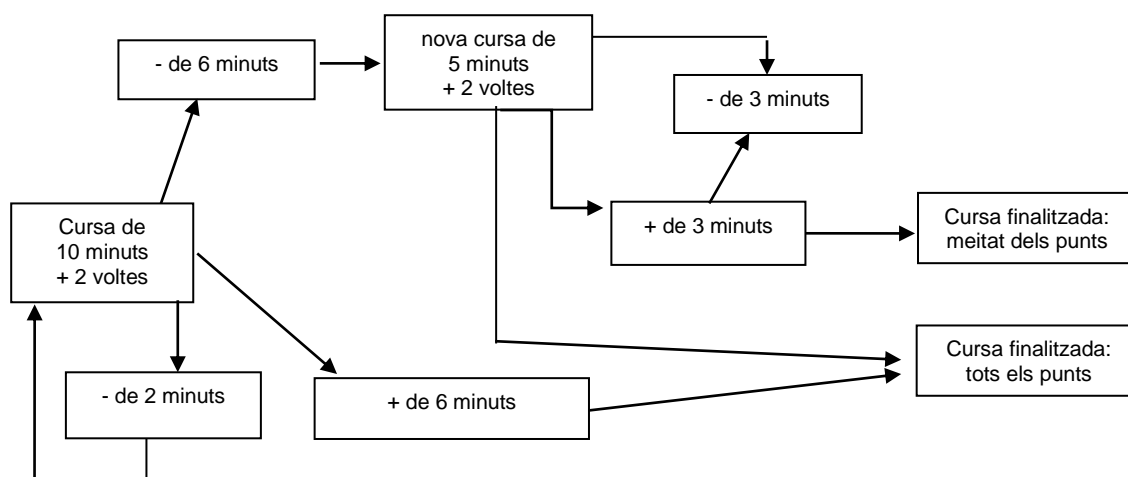 nova cursa de
5 minuts
+ 2 voltes
- de 6 minuts
- de 3 minuts
Cursa de
10 minuts
+ 2 voltes
+ de 3 minuts
Cursa finalitzada:
meitat dels punts
Cursa finalitzada:
tots els punts
- de 2 minuts
+ de 6 minuts